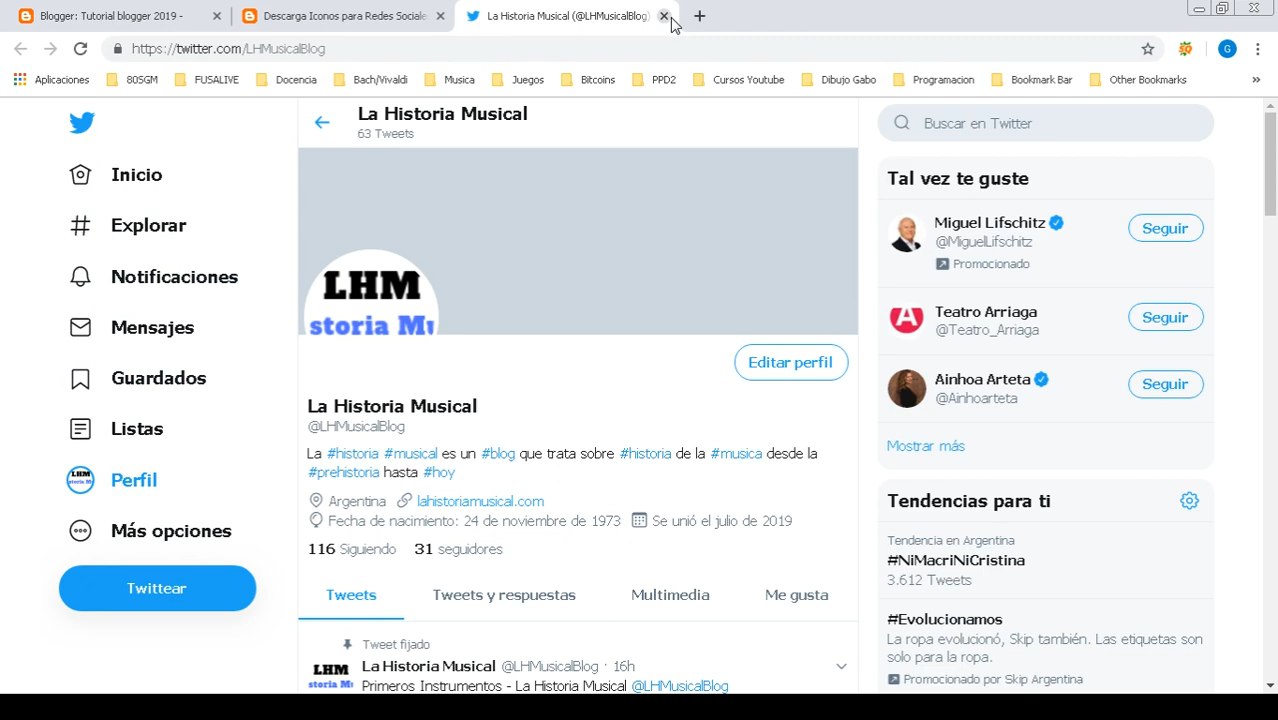 Blogger: Tutorial blogger 2019 -
Descarga Iconos para Redes Sociale
La Historia Musical (@LHMusicalBlog)
https://twitter.com/LHMusicalBlog
G
Aplicaciones
80SGM
FUSALIVE
Docencia
Bach/Vivaldi
Musica
Juegos
Bitcoins
PPD2
Cursos Youtube
Dibujo Gabo
Programacion
Bookmark Bar
Other Bookmarks
»
Inicio
Explorar
Notificaciones
Mensajes
Guardados
Listas
Perfil
Más opciones
Twittear
La Historia Musical
63 Tweets
LHM
storia Mu
Editar perfil
La Historia Musical
@LHMusicalBlog
La #historia #musical es un #blog que trata sobre #historia de la #musica desde la
#prehistoria hasta #hoy
Argentina lahistoriamusical.com
Fecha de nacimiento: 24 de noviembre de 1973 Se unió el julio de 2019
116 Siguiendo 31 seguidores
Tweets Tweets y respuestas Multimedia Me gusta
Tweet fijado
La Historia Musical @LHMusicalBlog · 16h
Primeros Instrumentos - La Historia Musical @LHMusicalBlog
Buscar en Twitter
Tal vez te guste
Miguel Lifschitz
@MiguelLifschitz
Promocionado
Seguir
Teatro Arriaga
@Teatro_Arriaga
Seguir
Ainhoa Arteta
@Ainhoarteta
Seguir
Mostrar más
Tendencias para ti
Tendencia en Argentina
#NiMacriNiCristina
3.612 Tweets
#Evolucionamos
La ropa evolucionó, Skip también. Las etiquetas son
solo para la ropa.
Promocionado por Skip Argentina